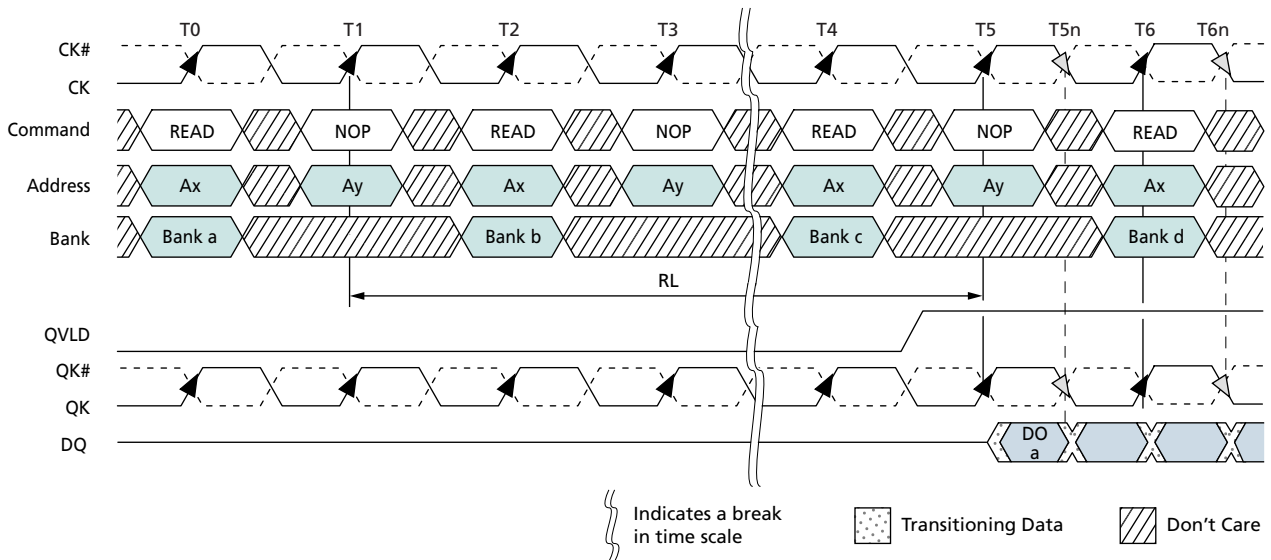 T0 T1 T2 T3 T4 T5 T5n T6 T6n
CK#
CK
Command READ NOP READ NOP READ NOP READ
Address Ax Ay Ax Ay Ax Ay Ax
Bank Bank a Bank b Bank c Bank d
RL
QVLD
QK#
QK
DQ DO
a
Indicates a break
in time scale
Transitioning Data
Don't Care